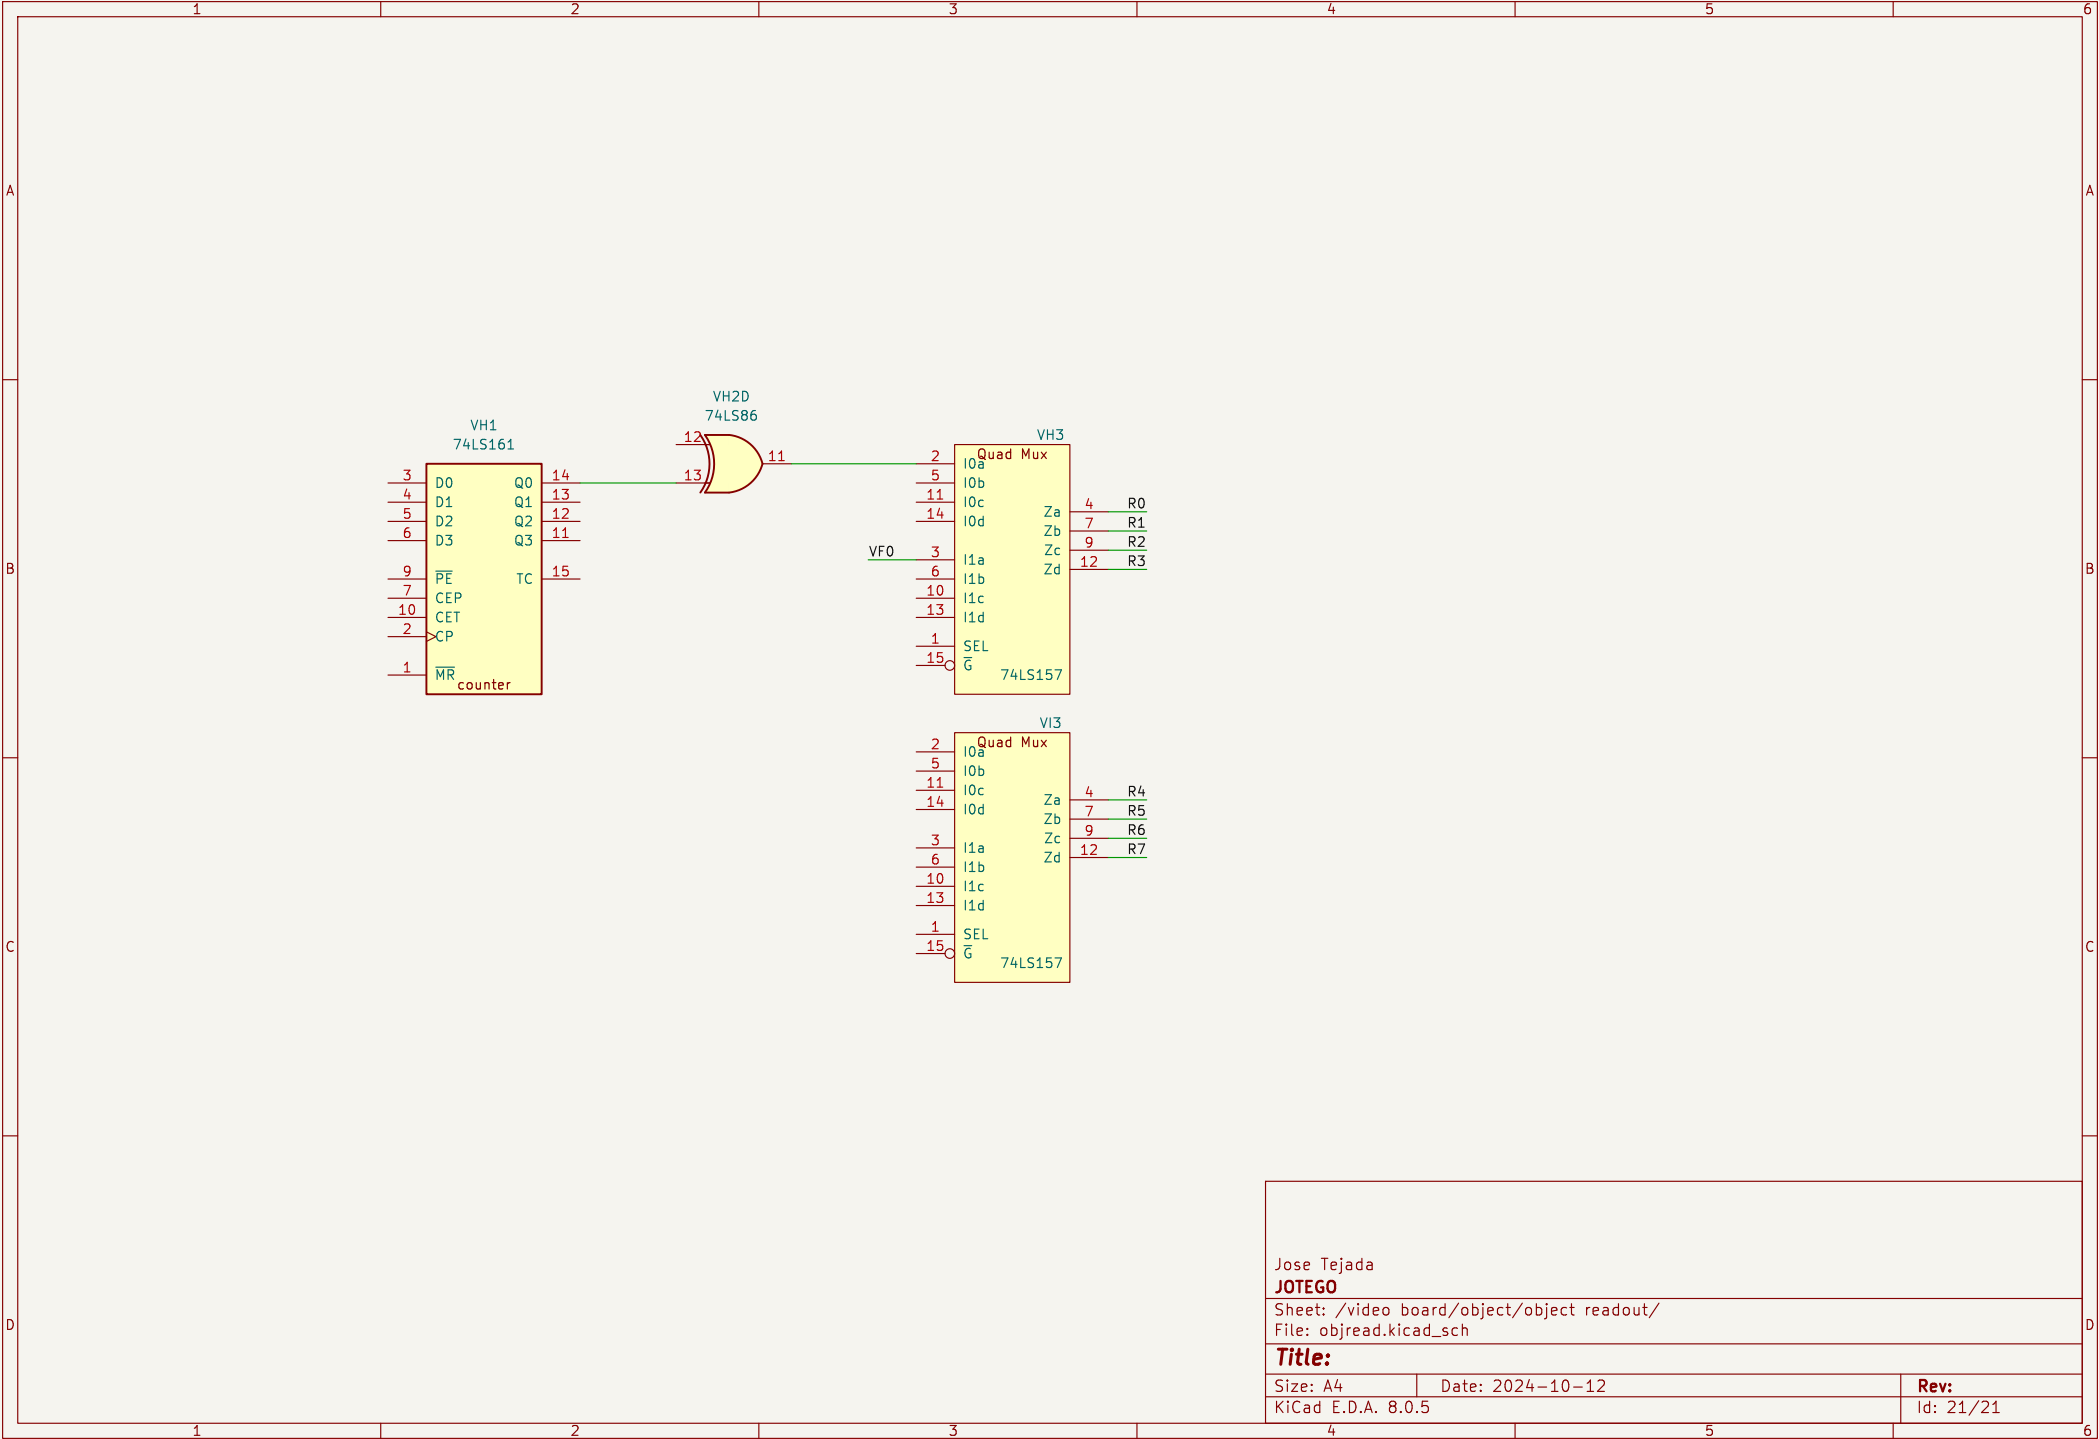 1 2 3 4 5 6
A A
VH2D
74LS86
12
13
11
VH1
74LS161
3 D0 Q0 14
4 D1 Q1 13
5 D2 Q2 12
6 D3 Q3 11
9 PE TC 15
7 CEP
10 CET
2 CP
1 MR
counter
VH3
Quad Mux
2 I0a
5 I0b
11 I0c
14 I0d
Za 4 R0
Zb 7 R1
Zc 9 R2
Zd 12 R3
VF0 3 I1a
6 I1b
10 I1c
13 I1d
1 SEL
15 G
74LS157
B B
VI3
Quad Mux
2 I0a
5 I0b
11 I0c
14 I0d
Za 4 R4
Zb 7 R5
Zc 9 R6
Zd 12 R7
3 I1a
6 I1b
10 I1c
13 I1d
1 SEL
15 G
74LS157
C C
Jose Tejada
JOTEGO
Sheet: /video board/object/object readout/
File: objread.kicad_sch
Title:
Size: A4 Date: 2024-10-12 Rev:
KiCad E.D.A. 8.0.5 Id: 21/21
D D
1 2 3 4 5 6